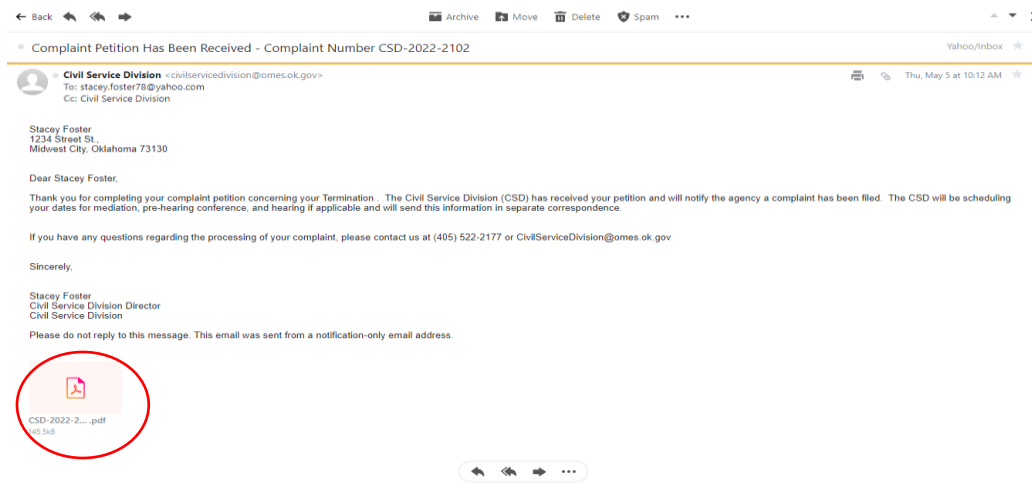 Back Archive Move Delete Spam
Complaint Petition Has Been Received - Complaint Number CSD-2022-2102 Yahoo/Inbox
Civil Service Division <civilservicedivision@omes.ok.gov> Thu, May 5 at 10:12 AM
To: stacey.foster78@yahoo.com
Cc: Civil Service Division
Stacey Foster
1234 Street St.,
Midwest City, Oklahoma 73130
Dear Stacey Foster,
Thank you for completing your complaint petition concerning your Termination . The Civil Service Division (CSD) has received your petition and will notify the agency a complaint has been filed. The CSD will be scheduling
your dates for mediation, pre-hearing conference, and hearing if applicable and will send this information in separate correspondence.
If you have any questions regarding the processing of your complaint, please contact us at (405) 522-2177 or CivilServiceDivision@omes.ok.gov
Sincerely,
Stacey Foster
Civil Service Division Director
Civil Service Division
Please do not reply to this message. This email was sent from a notification-only email address.
CSD-2022-2... .pdf
145.5kB